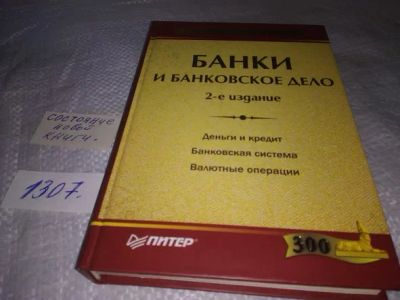 БАНКИ
И БАНКОВСКОЕ ДЕЛО
2-е издание
Деньги и кредит
Банковская система
Валютные операции
ПИТЕР
300
состояние
новой
книги.
1307.